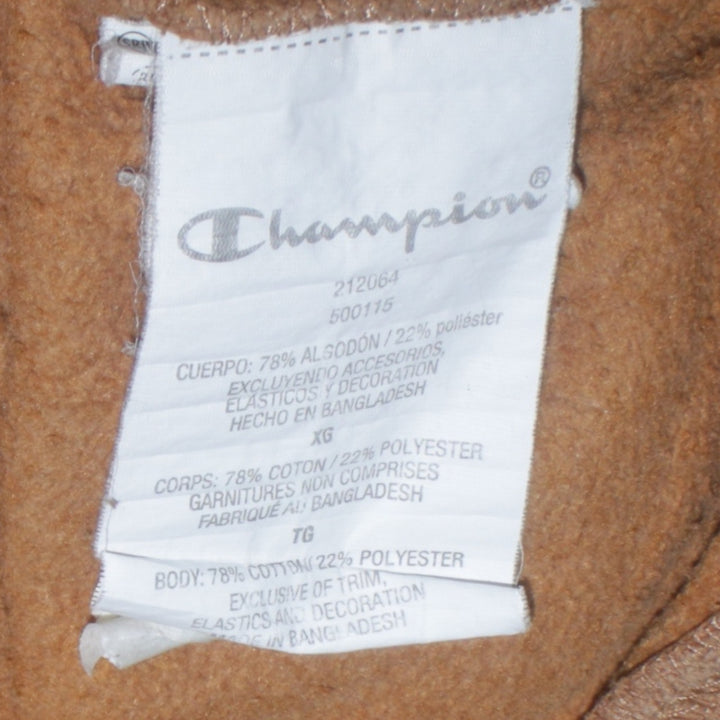 Champion®
212064
500115
CUERPO: 78% ALGODÓN / 22% poliéster
EXCLUYENDO ACCESORIOS,
ELÁSTICOS Y DECORATION
HECHO EN BANGLADESH
XG
CORPS: 78% COTON / 22% POLYESTER
GARNITURES NON COMPRISES
FABRIQUÉ AU BANGLADESH
TG
BODY: 78% COTTON/ 22% POLYESTER
EXCLUSIVE OF TRIM,
ELASTICS AND DECORATION
MADE IN BANGLADESH